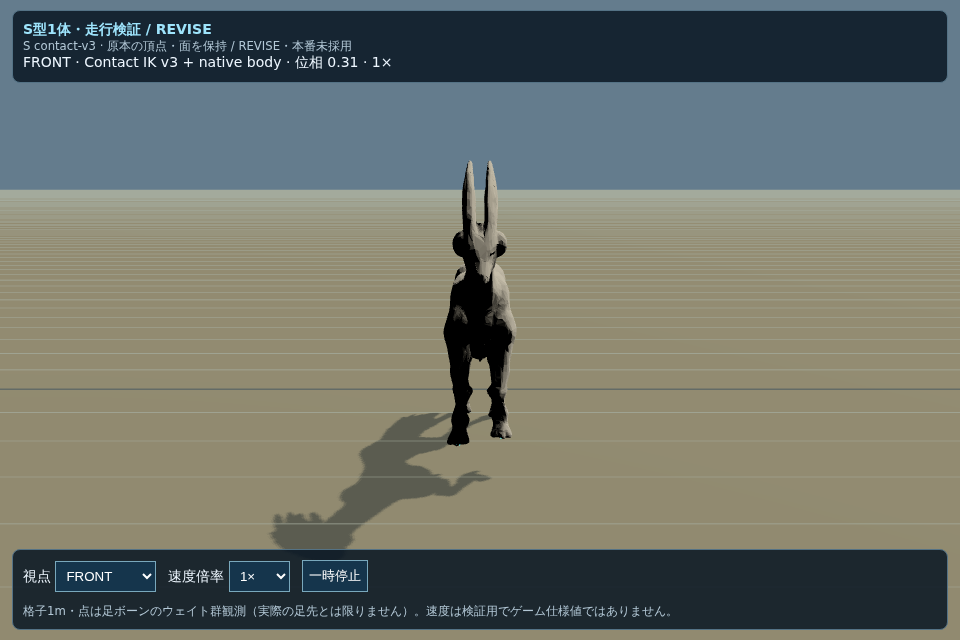 S型1体・走行検証 / REVISE
S contact-v3 · 原本の頂点・面を保持 / REVISE・本番未採用
FRONT · Contact IK v3 + native body · 位相 0.31 · 1×
視点 FRONT 速度倍率 1× 一時停止
格子1m・点は足ボーンのウェイト群観測（実際の足先とは限りません）。速度は検証用でゲーム仕様値ではありません。